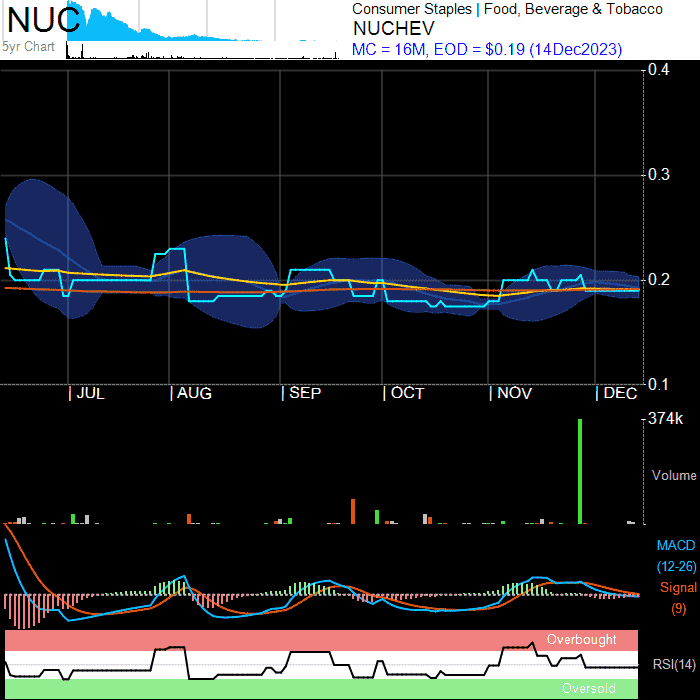 NUC
5yr Chart
Consumer Staples | Food, Beverage & Tobacco
NUCHEV
MC = 16M, EOD = $0.19 (14Dec2023)
0.4
0.3
0.2
0.1
JUL
AUG
SEP
OCT
NOV
DEC
374k
Volume
MACD
(12-26)
Signal
(9)
Overbought
RSI(14)
Oversold